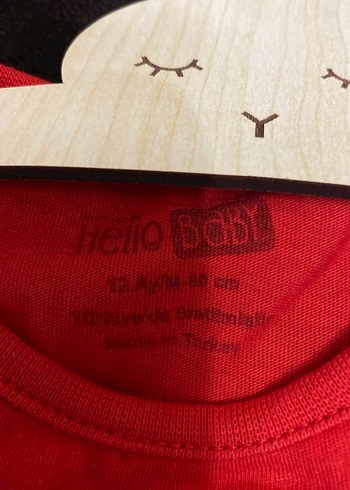 Hello BaBY
12 Ay/M-80 cm
Türkiye'de üretilmiştir
Made in Turkey